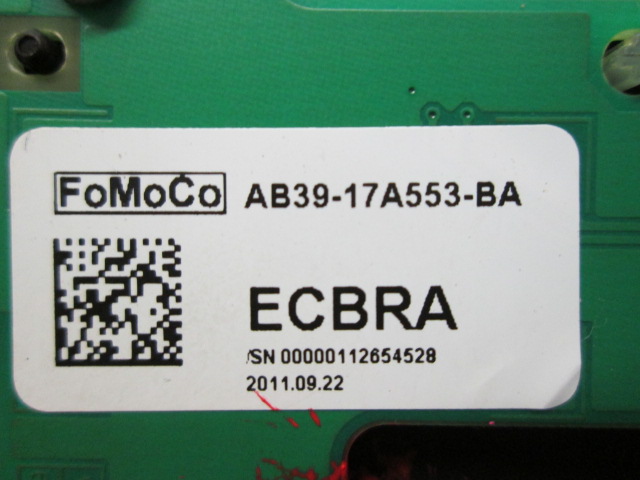 FoMoCo AB39-17A553-BA
ECBRA
/SN 00000112654528
2011.09.22